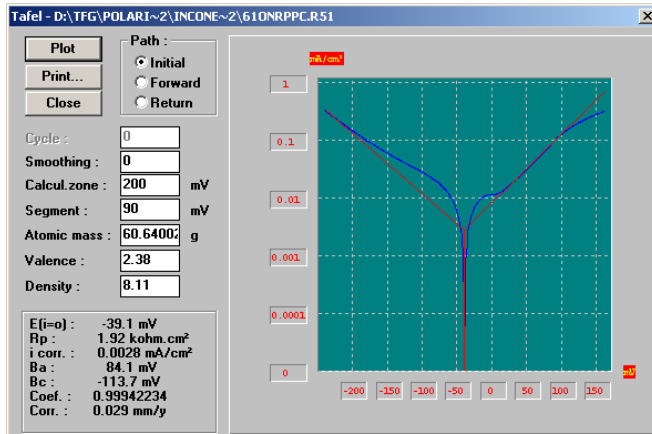 Tafel - D:\TFG\POLARI~2\INCONE~2\610NRPPC.R51
Plot
Print...
Close
Path :
Initial
Forward
Return
Cycle : 0
Smoothing : 0
Calcul.zone : 200 mV
Segment : 90 mV
Atomic mass : 60.64002 g
Valence : 2.38
Density : 8.11
E(i=o) : -39.1 mV
Rp : 1.92 kohm.cm²
i corr. : 0.0028 mA/cm²
Ba : 84.1 mV
Bc : -113.7 mV
Coef. : 0.99942234
Corr. : 0.029 mm/y
mA/cm²
1
0.1
0.01
0.001
0.0001
0
-200 -150 -100 -50 0 50 100 150
mV